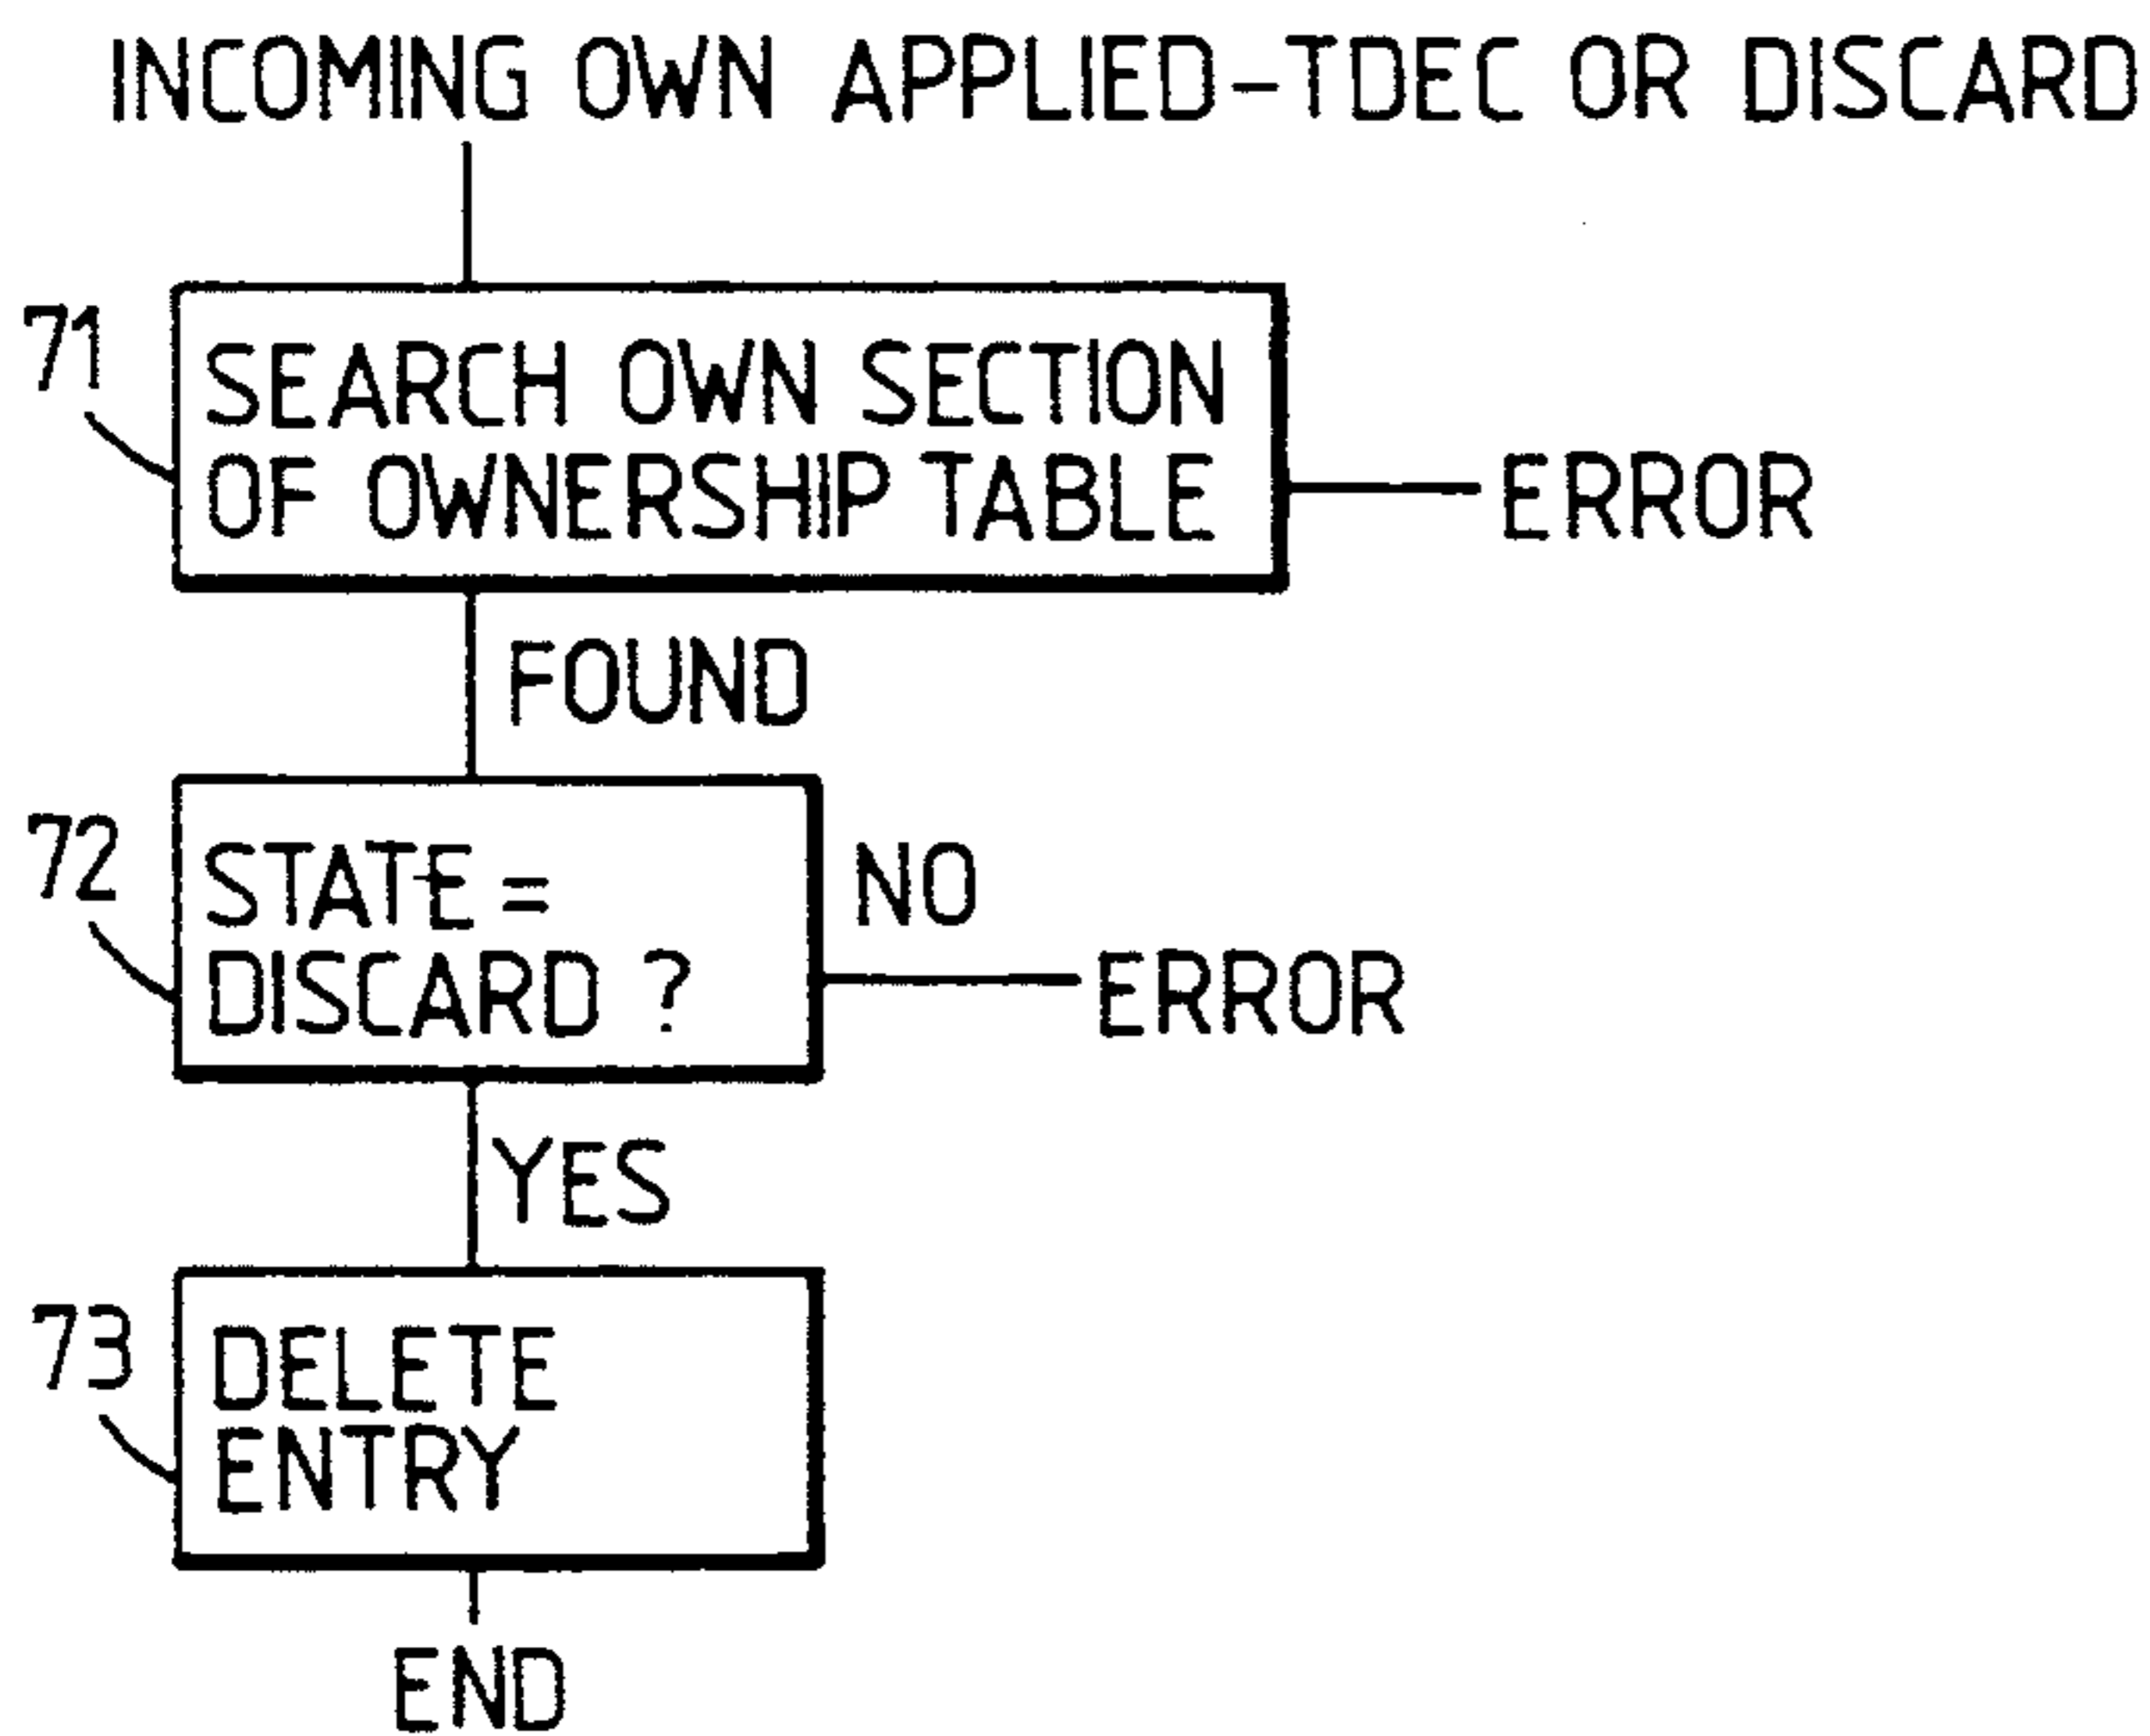 INCOMING OWN APPLIED-TDEC OR DISCARD
71
SEARCH OWN SECTION
OF OWNERSHIP TABLE
ERROR
FOUND
72
STATE =
DISCARD ?
NO
ERROR
YES
73
DELETE
ENTRY
END